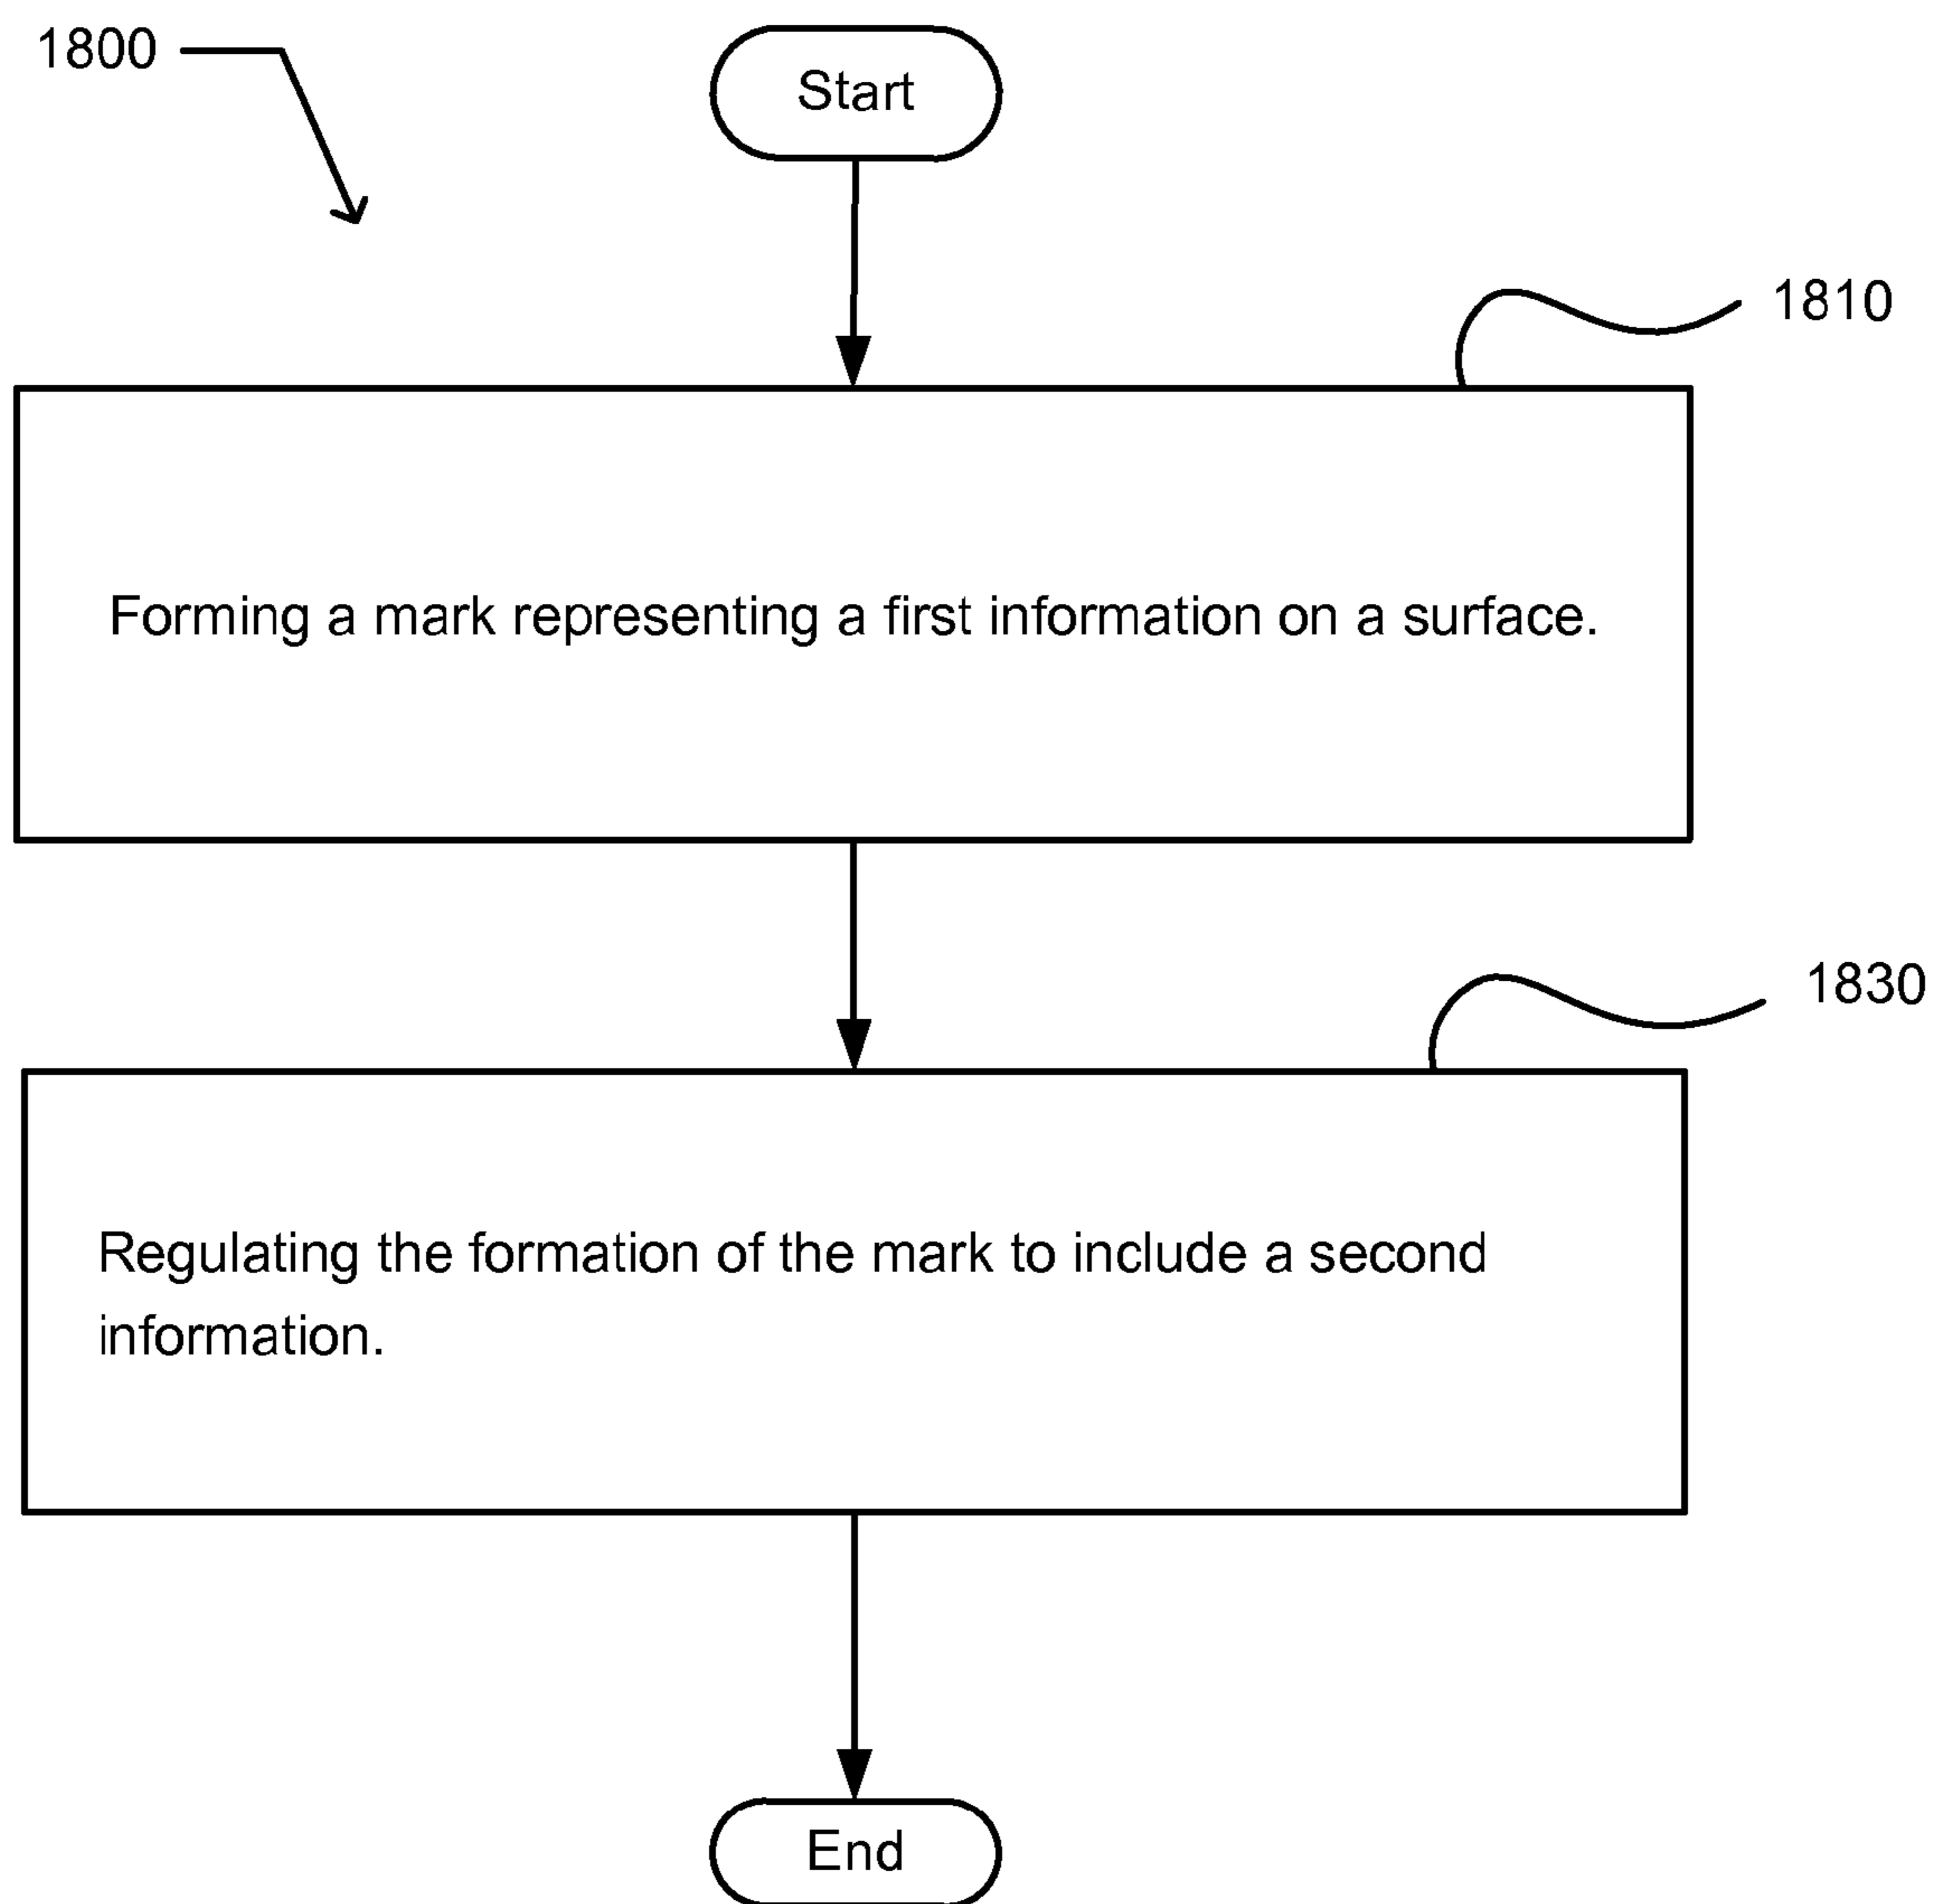 1800
Start
1810
Forming a mark representing a first information on a surface.
1830
Regulating the formation of the mark to include a second
information.
End